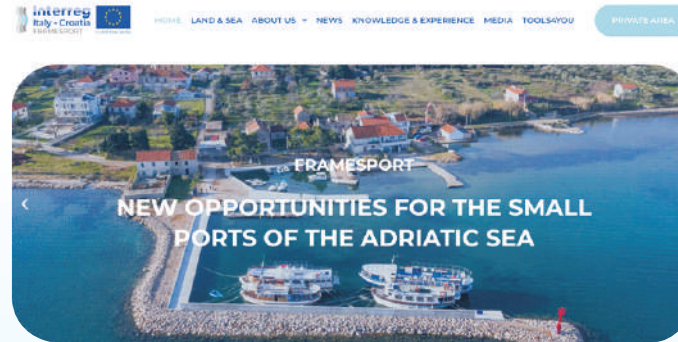 Interreg
Italy - Croatia
FRAMESPORT
HOME LAND & SEA ABOUT US NEWS KNOWLEDGE & EXPERIENCE MEDIA TOOLS4YOU PRIVATE AREA
FRAMESPORT
NEW OPPORTUNITIES FOR THE SMALL
PORTS OF THE ADRIATIC SEA